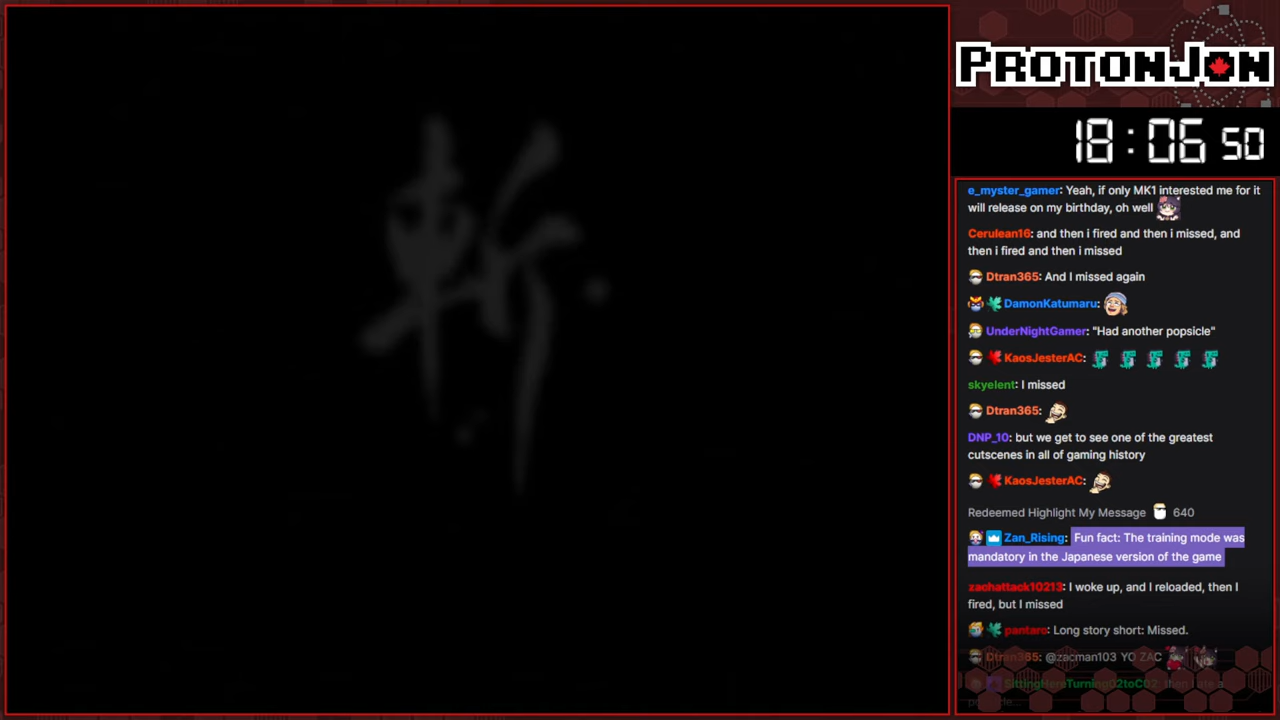 斬
PROTONJON
18:06 50
e_myster_gamer: Yeah, if only MK1 interested me for it
will release on my birthday, oh well
Cerulean16: and then i fired and then i missed, and
then i fired and then i missed
Dtran365: And I missed again
DamonKatumaru:
UnderNightGamer: "Had another popsicle"
KaosJesterAC:
skyelent: I missed
Dtran365:
DNP_10: but we get to see one of the greatest
cutscenes in all of gaming history
KaosJesterAC:
Redeemed Highlight My Message 640
Zan_Rising: Fun fact: The training mode was
mandatory in the Japanese version of the game
zachattack10213: I woke up, and I reloaded, then I
fired, but I missed
pantaro: Long story short: Missed.
Dtran365: @zacman103 YO ZAC
SittingHereTurning02toC02: then I ate a
popsicle...